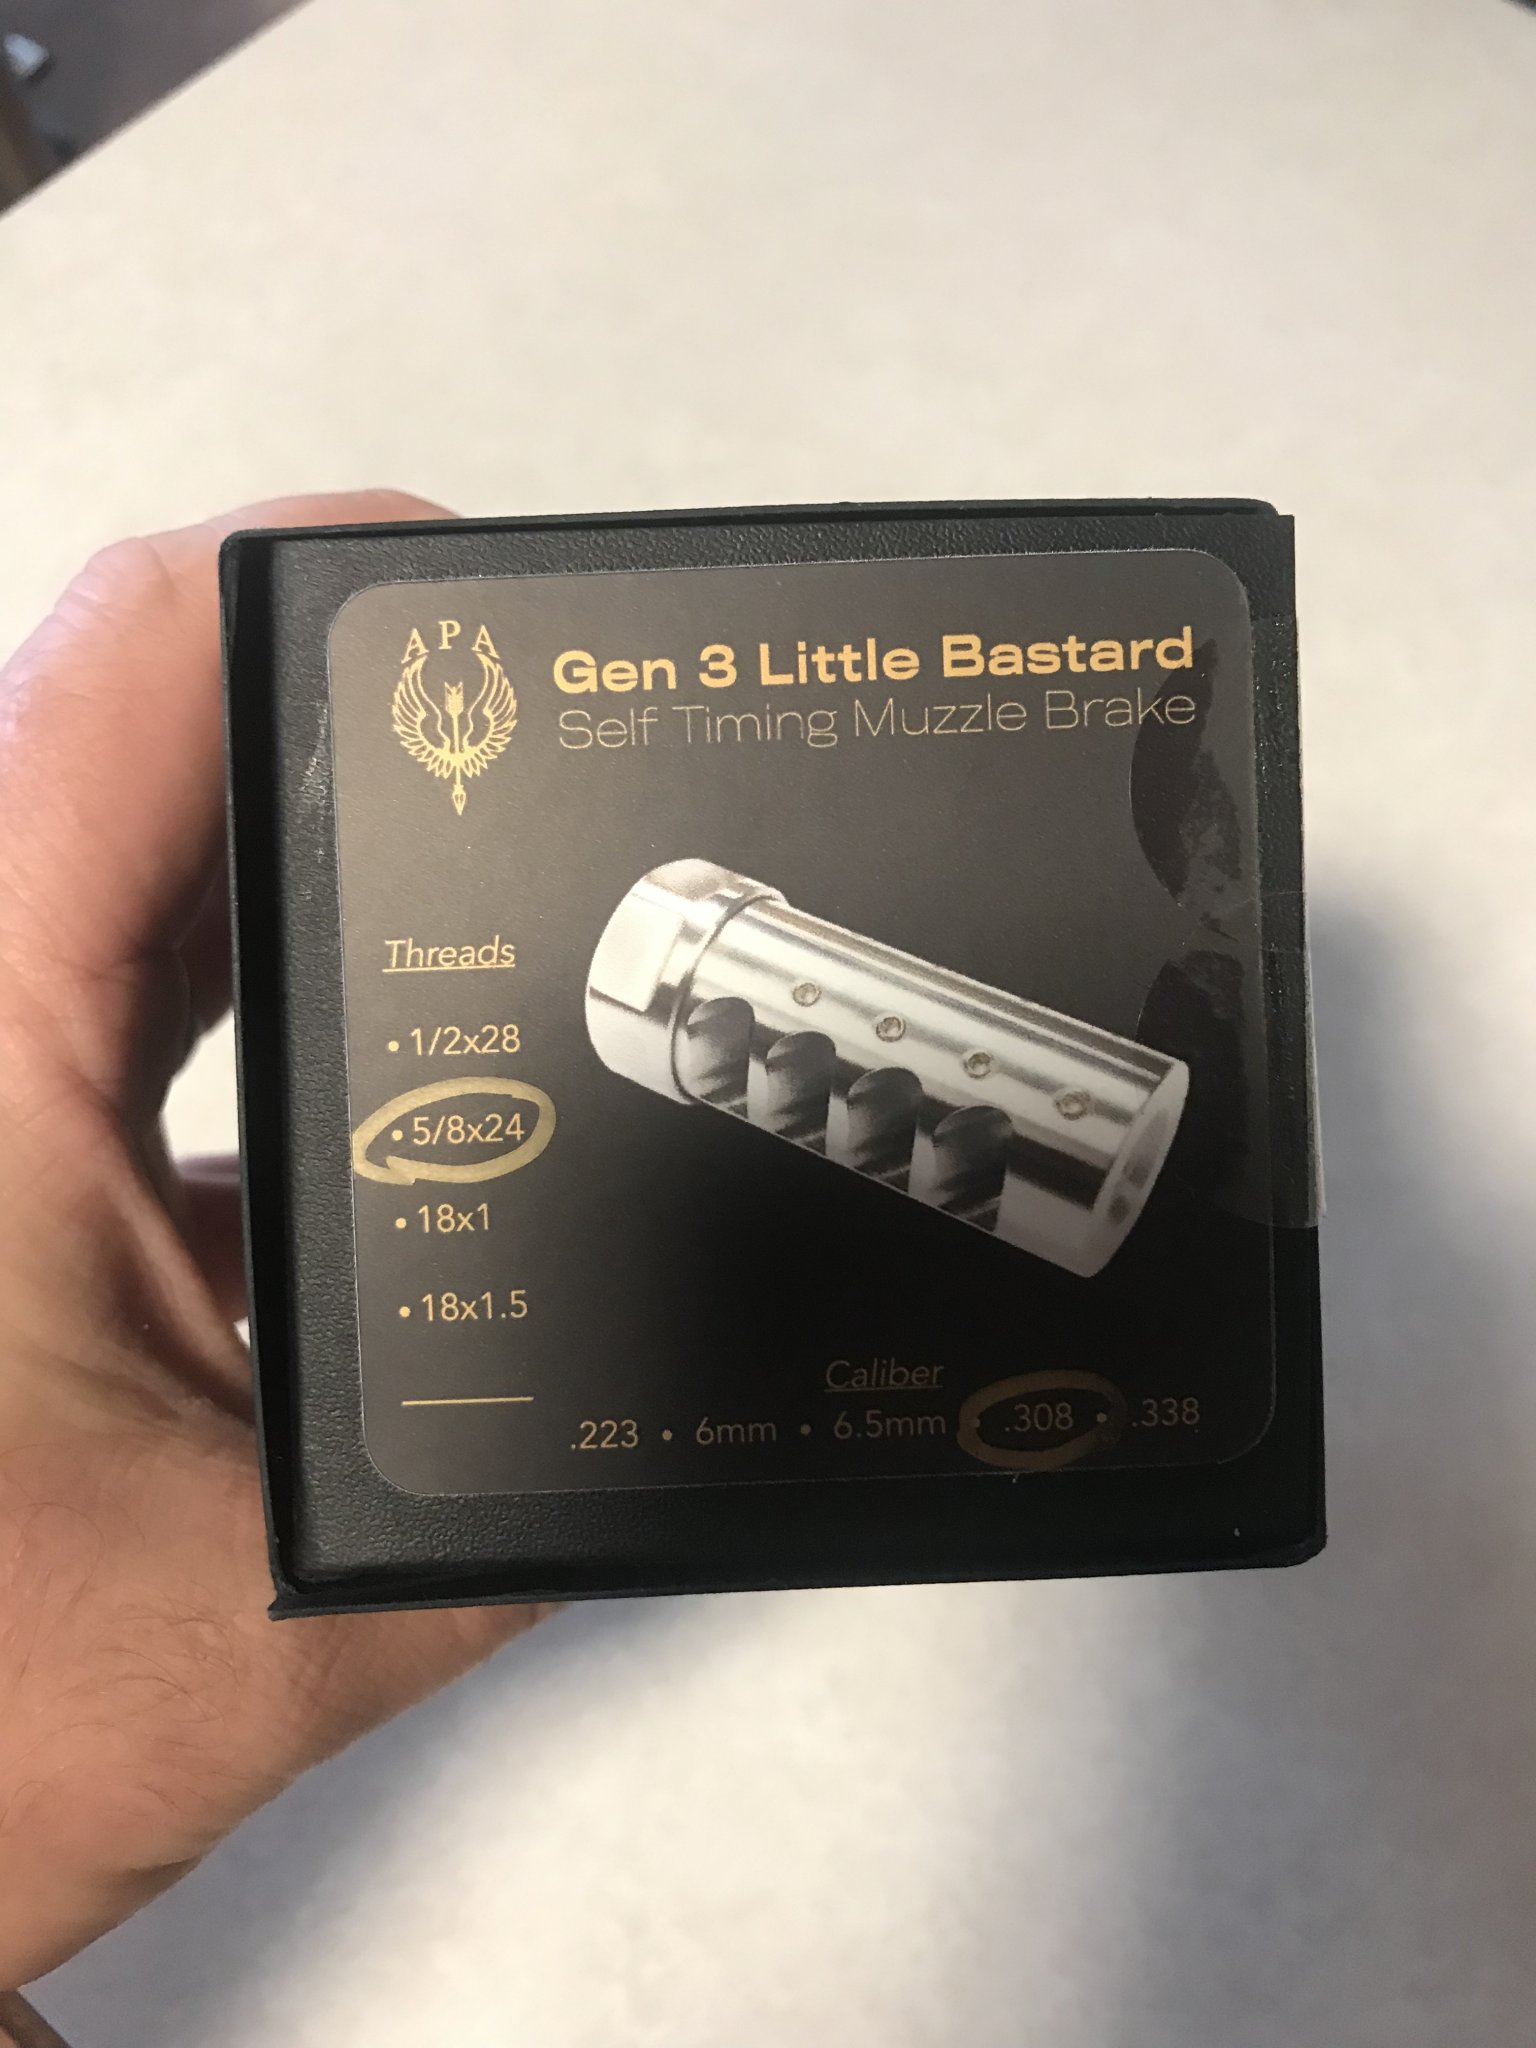 APA
Gen 3 Little Bastard
Self Timing Muzzle Brake
Threads
• 1/2x28
• 5/8x24
• 18x1
• 18x1.5
Caliber
.223 • 6mm • 6.5mm • .308 • .338